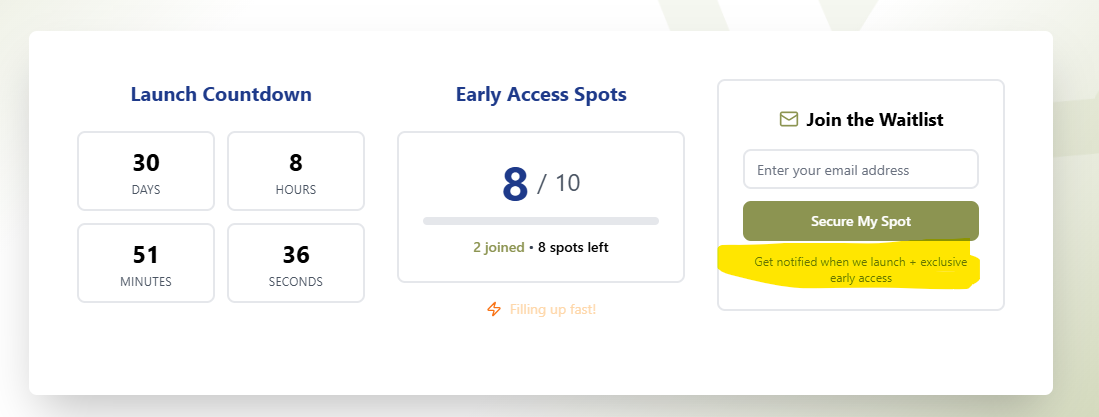 Launch Countdown
30
DAYS
8
HOURS
51
MINUTES
36
SECONDS
Early Access Spots
8 / 10
2 joined • 8 spots left
Filling up fast!
Join the Waitlist
Enter your email address
Secure My Spot
Get notified when we launch + exclusive
early access